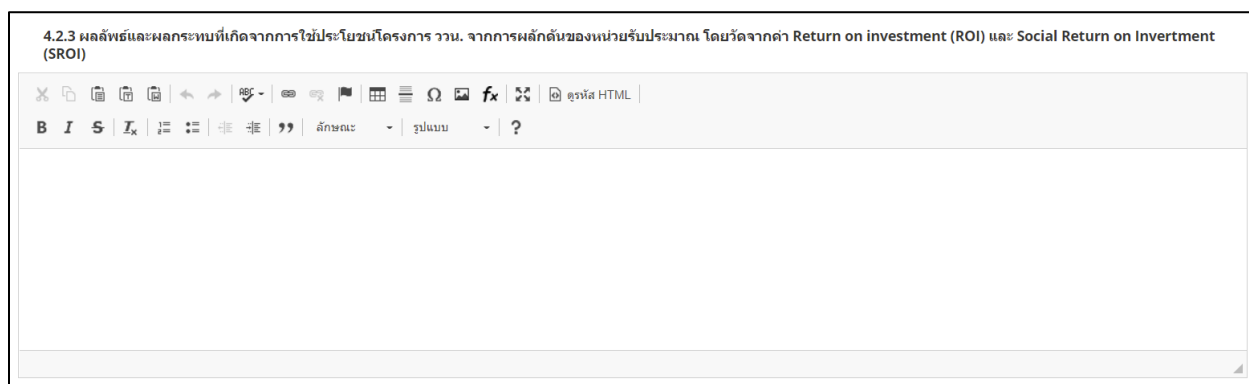 4.2.3 ผลลัพธ์และผลกระทบที่เกิดจากการใช้ประโยชน์โครงการ ววน. จากการผลักดันของหน่วยรับประมาณ โดยวัดจากค่า Return on investment (ROI) และ Social Return on Invertment
(SROI)
ABC
Ω fx ดูรหัส HTML
B I S Ix ลักษณะ รูปแบบ ?